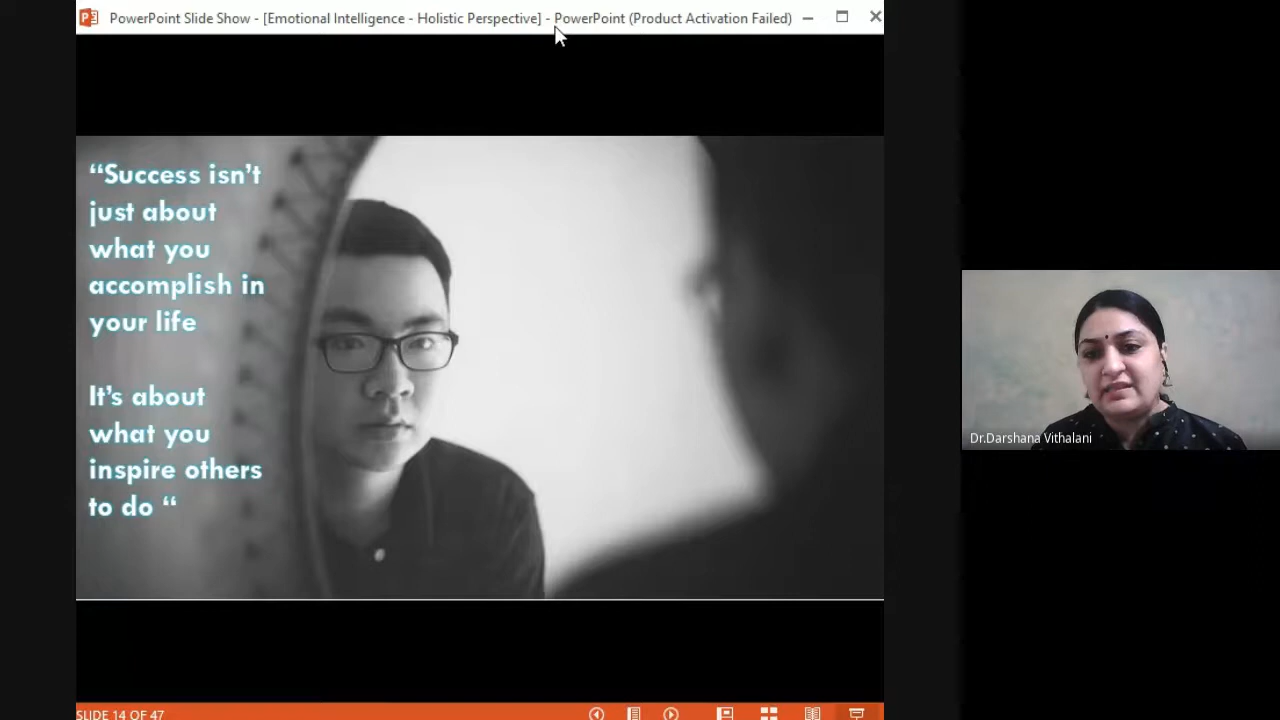 PowerPoint Slide Show - [Emotional Intelligence - Holistic Perspective] - PowerPoint (Product Activation Failed)
“Success isn’t
just about
what you
accomplish in
your life
It’s about
what you
inspire others
to do “
Dr.Darshana Vithalani
SLIDE 14 OF 47